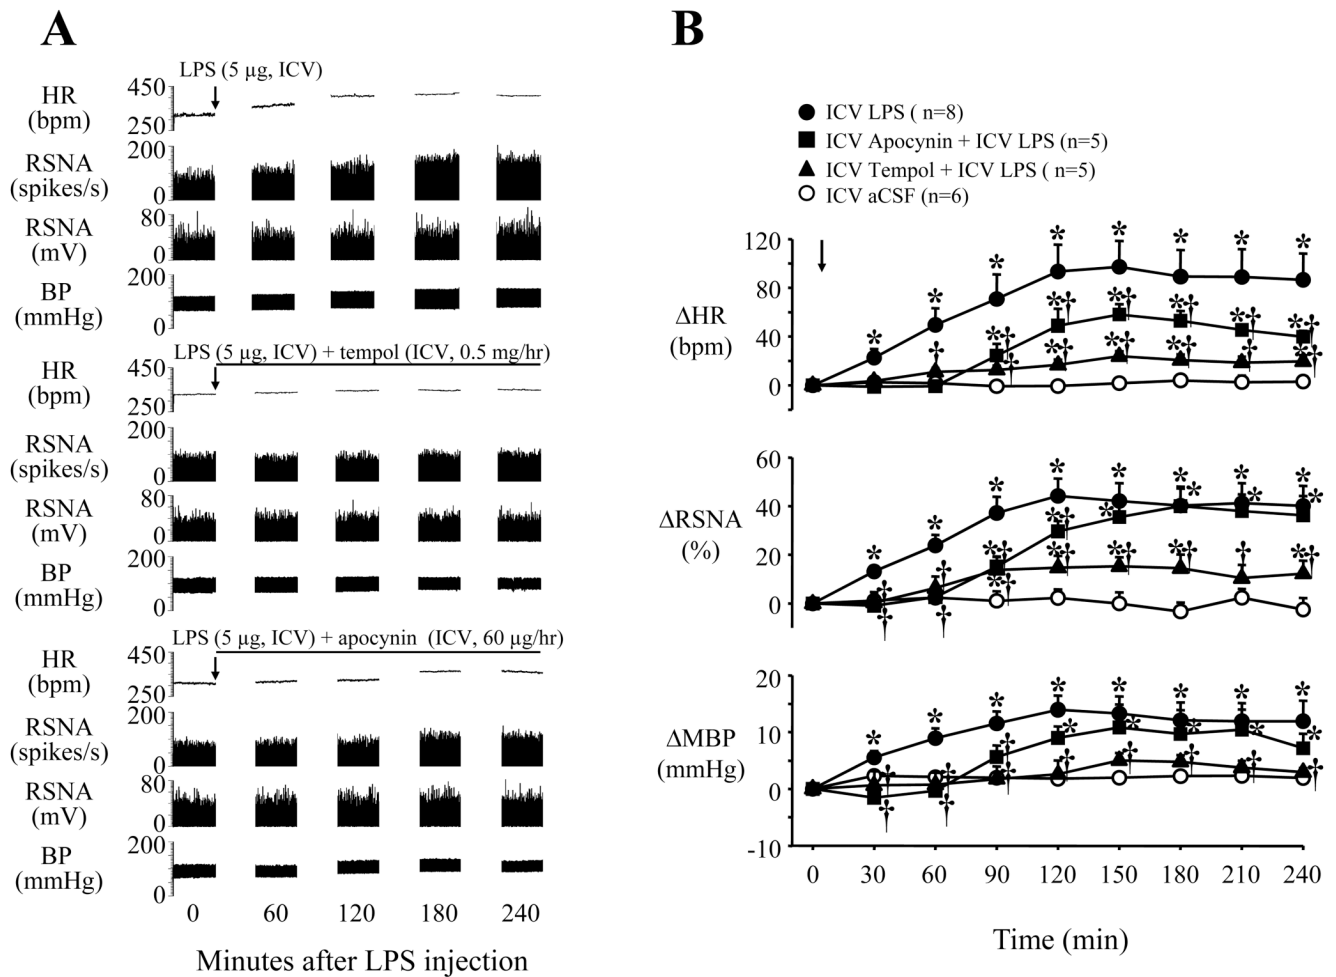 A
LPS (5 µg, ICV)
HR
(bpm)
450
250
RSNA
(spikes/s)
200
0
RSNA
(mV)
80
0
BP
(mmHg)
200
0
LPS (5 µg, ICV) + tempol (ICV, 0.5 mg/hr)
HR
(bpm)
450
250
RSNA
(spikes/s)
200
0
RSNA
(mV)
80
0
BP
(mmHg)
200
0
LPS (5 µg, ICV) + apocynin (ICV, 60 µg/hr)
HR
(bpm)
450
250
RSNA
(spikes/s)
200
0
RSNA
(mV)
80
0
BP
(mmHg)
200
0
0 60 120 180 240
Minutes after LPS injection
B
ICV LPS ( n=8)
ICV Apocynin + ICV LPS (n=5)
ICV Tempol + ICV LPS ( n=5)
ICV aCSF (n=6)
ΔHR
(bpm)
120
80
40
0
ΔRSNA
(%)
60
40
20
0
ΔMBP
(mmHg)
20
10
0
-10
0 30 60 90 120 150 180 210 240
Time (min)